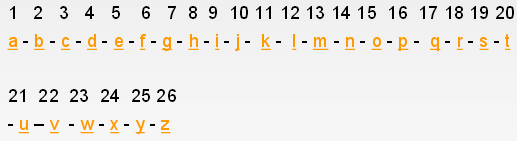 1 2 3 4 5 6 7 8 9 10 11 12 13 14 15 16 17 18 19 20
a - b - c - d - e - f - g - h - i - j - k - l - m - n - o - p - q - r - s - t
21 22 23 24 25 26
- u – v - w - x - y - z